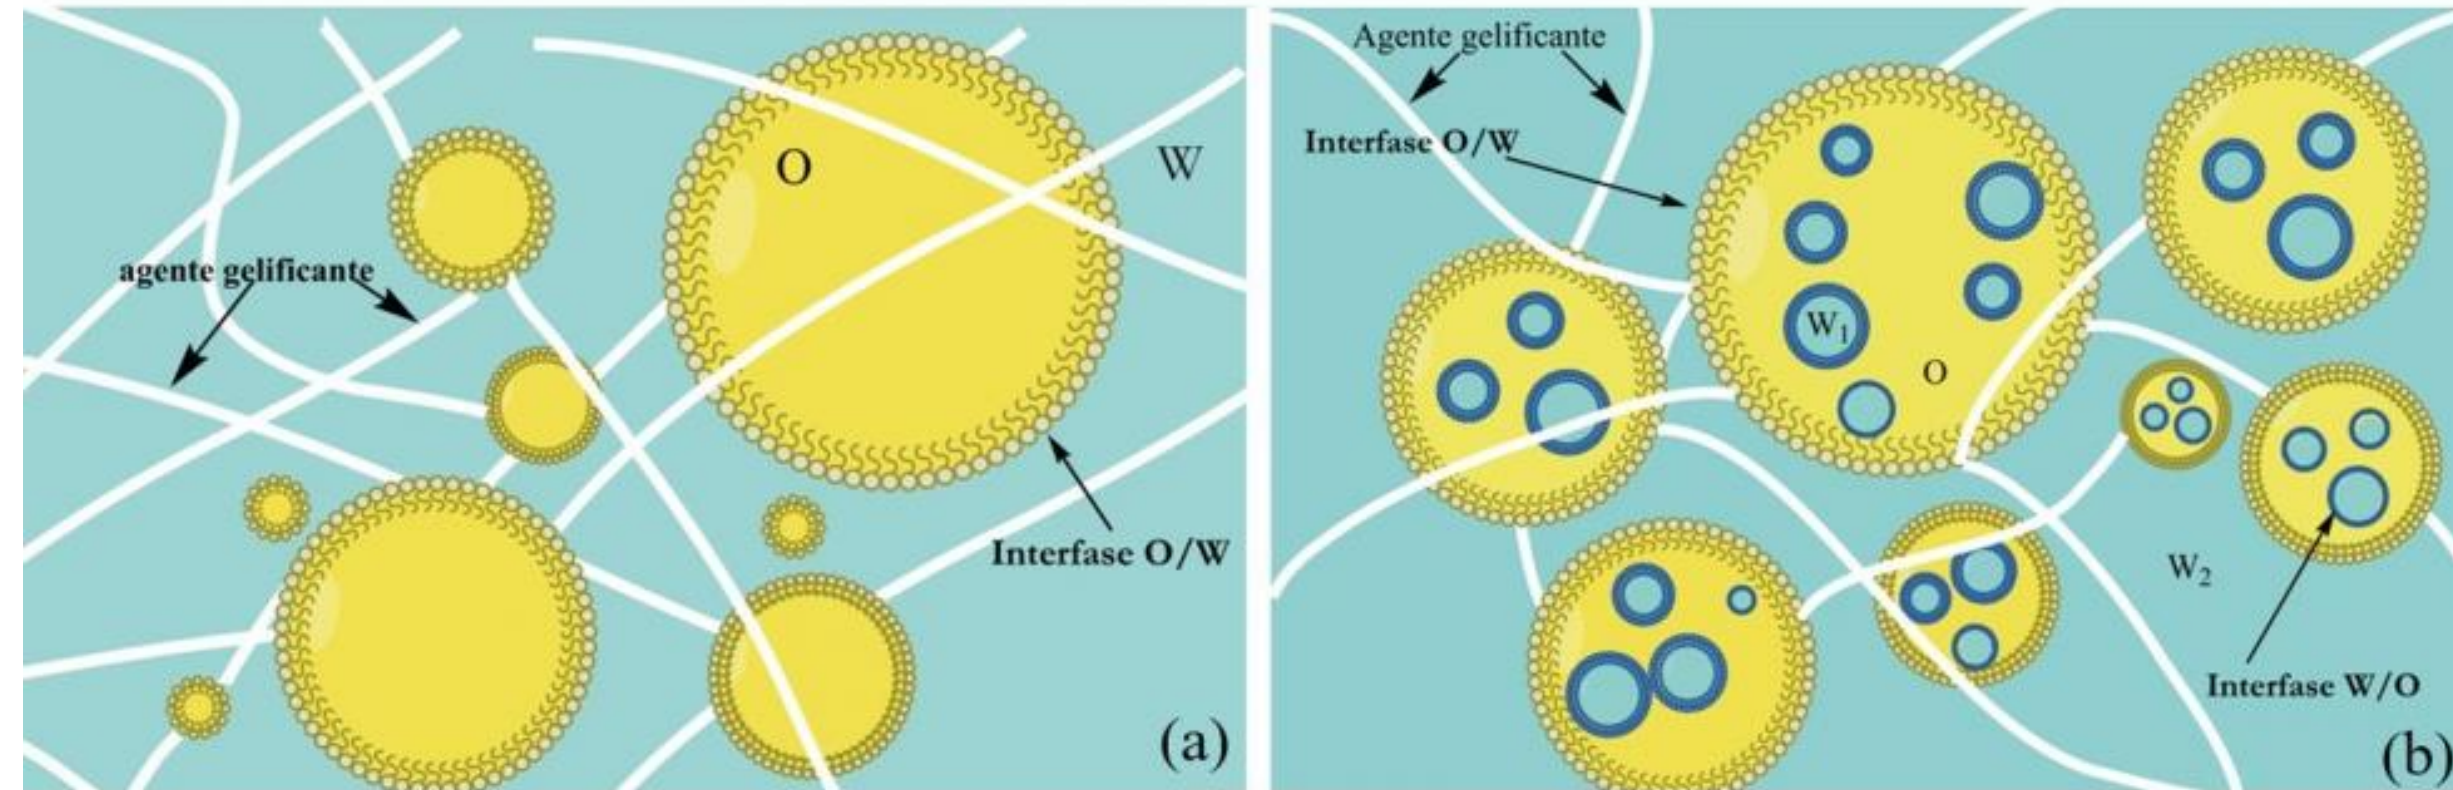 O
W
agente gelificante
Interfase O/W
(a)
Agente gelificante
Interfase O/W
W₁
O
W₂
Interfase W/O
(b)